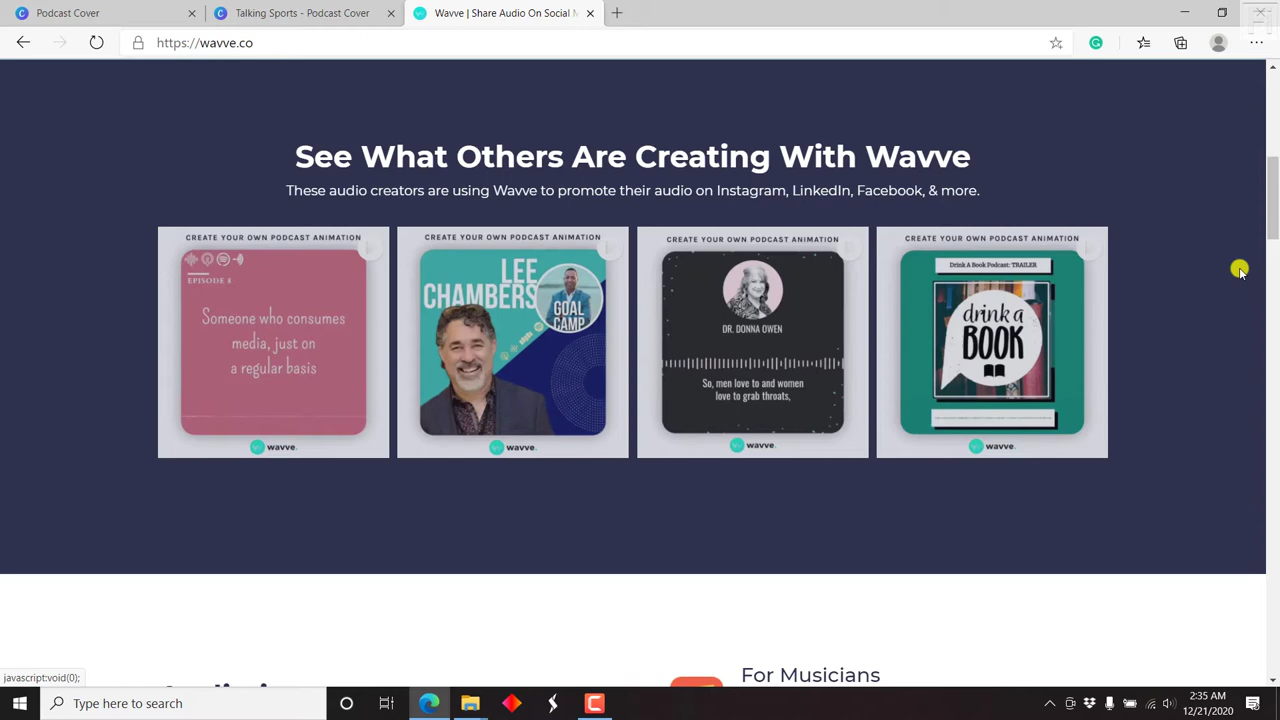 Podcast Cover
Talking Sports - Podcast Cover
Wavve | Share Audio On Social M
https://wavve.co
See What Others Are Creating With Wavve
These audio creators are using Wavve to promote their audio on Instagram, LinkedIn, Facebook, & more.
CREATE YOUR OWN PODCAST ANIMATION
EPISODE 8
Someone who consumes
media, just on
a regular basis
wavve.
CREATE YOUR OWN PODCAST ANIMATION
LEE
CHAMBERS
GOAL
CAMP
wavve.
CREATE YOUR OWN PODCAST ANIMATION
DR. DONNA OWEN
So, men love to and women
love to grab throats,
wavve.
CREATE YOUR OWN PODCAST ANIMATION
Drink A Book Podcast: TRAILER
drink a
BOOK
wavve.
For Musicians
javascript:void(0);
Type here to search
2:35 AM
12/21/2020